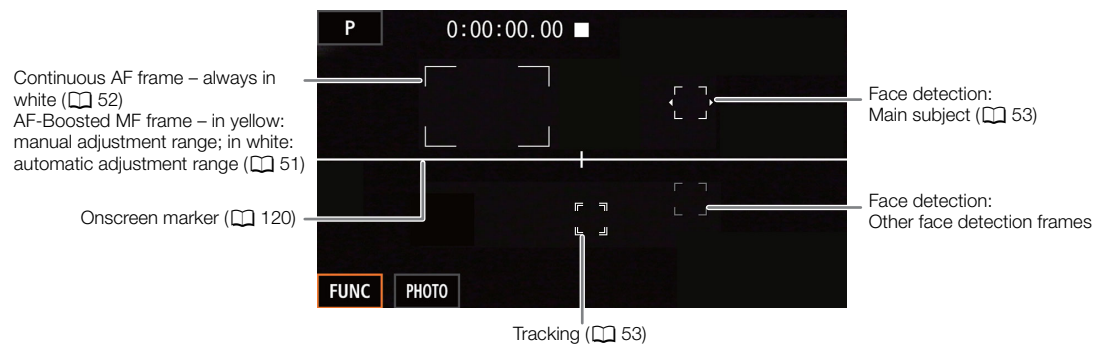 P
0:00:00.00
Continuous AF frame – always in
white ( 52)
AF-Boosted MF frame – in yellow:
manual adjustment range; in white:
automatic adjustment range ( 51)
Onscreen marker ( 120)
Face detection:
Main subject ( 53)
Face detection:
Other face detection frames
FUNC
PHOTO
Tracking ( 53)